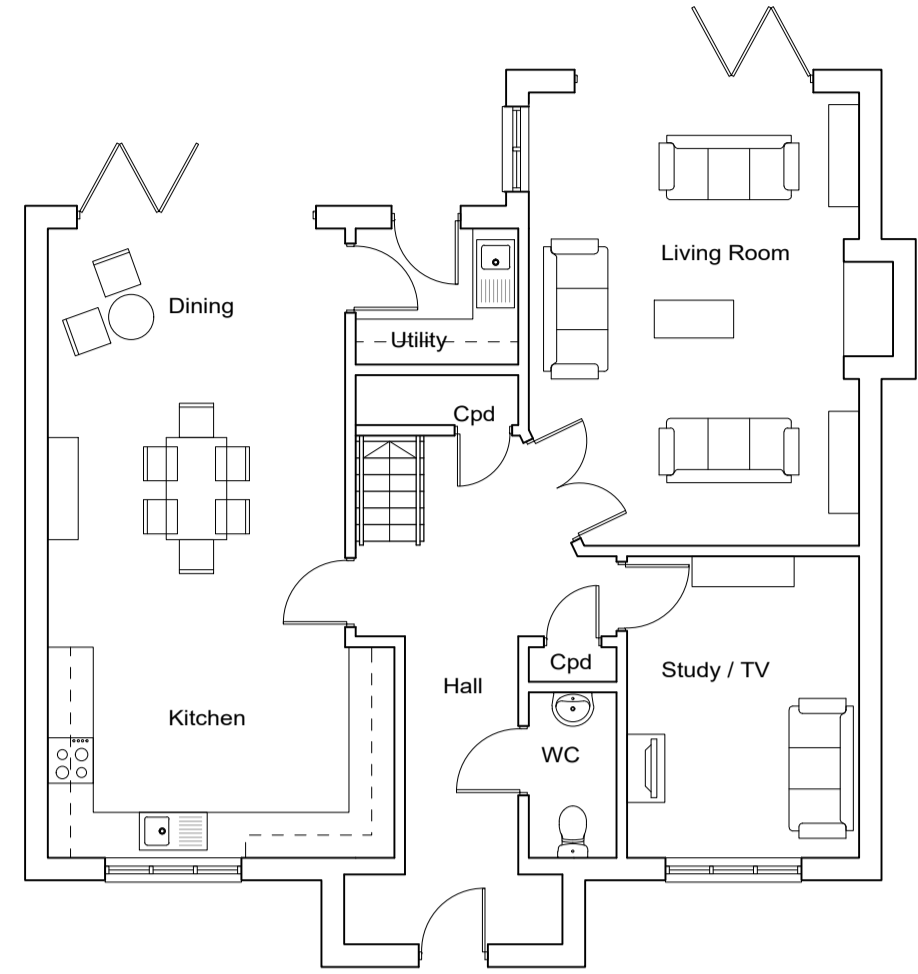 Living Room
Dining
Utility
Cpd
Cpd
Study / TV
Hall
Kitchen
WC